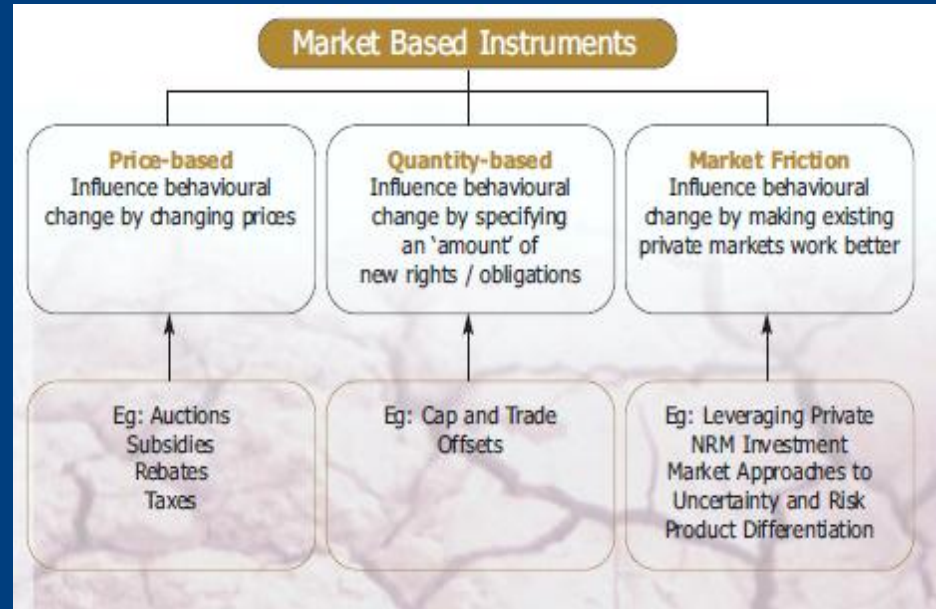 Market Based Instruments
Price-based
Influence behavioural
change by changing prices
Quantity-based
Influence behavioural
change by specifying
an 'amount' of
new rights / obligations
Market Friction
Influence behavioural
change by making existing
private markets work better
Eg: Auctions
Subsidies
Rebates
Taxes
Eg: Cap and Trade
Offsets
Eg: Leveraging Private
NRM Investment
Market Approaches to
Uncertainty and Risk
Product Differentiation